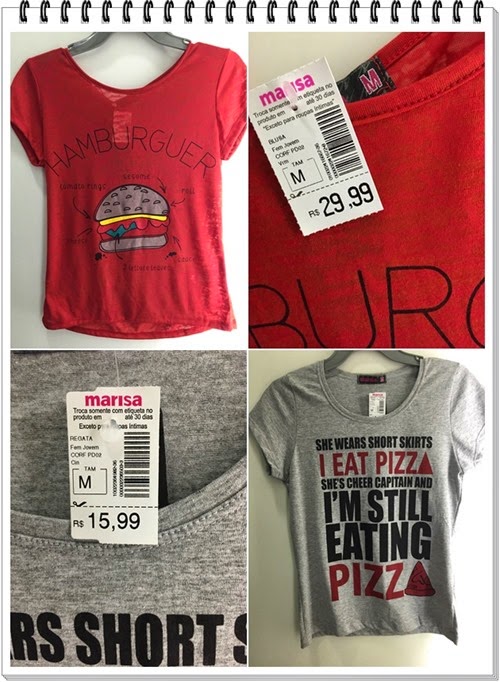 HAMBURGUER
sesame
tomato rings
marisa
Troca somente com etiqueta no
produto em até 30 dias
"Exceto para roupas íntimas"
BLUSA
Fem Jovem
CORF PD02
Vm
TAM
M
R$ 29,99
M
BURG
marisa
Troca somente com etiqueta no
produto em até 30 dias
Exceto para roupas íntimas
REGATA
Fem Jovem
CORF PD02
Cm
TAM
M
R$ 15,99
RS SHORT S
SHE WEARS SHORT SKIRTS
I EAT PIZZA
SHE'S CHEER CAPTAIN AND
I'M STILL
EATING
PIZZA